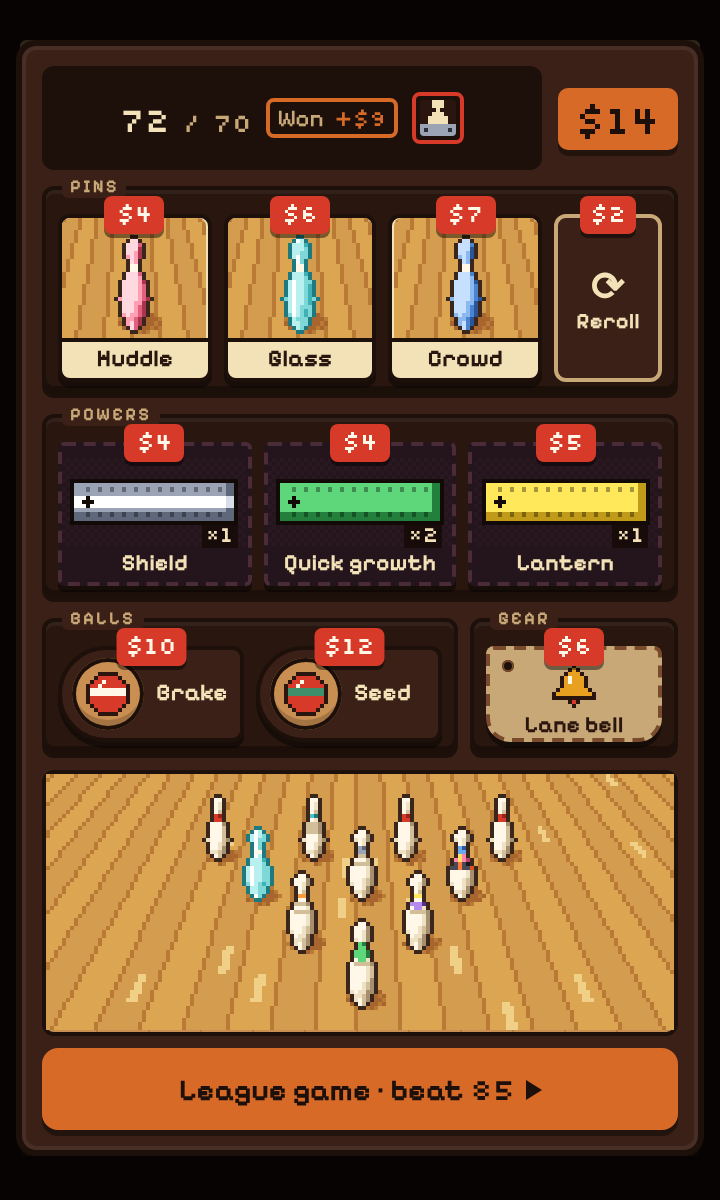 72 / 70 Won +$9
$14
PINS
$4 $6 $7 $2
Huddle Glass Crowd Reroll
POWERS
$4 $4 $5
×1 ×2 ×1
Shield Quick growth Lantern
BALLS GEAR
$10 $12 $6
Brake Seed Lane bell
League game · beat 85